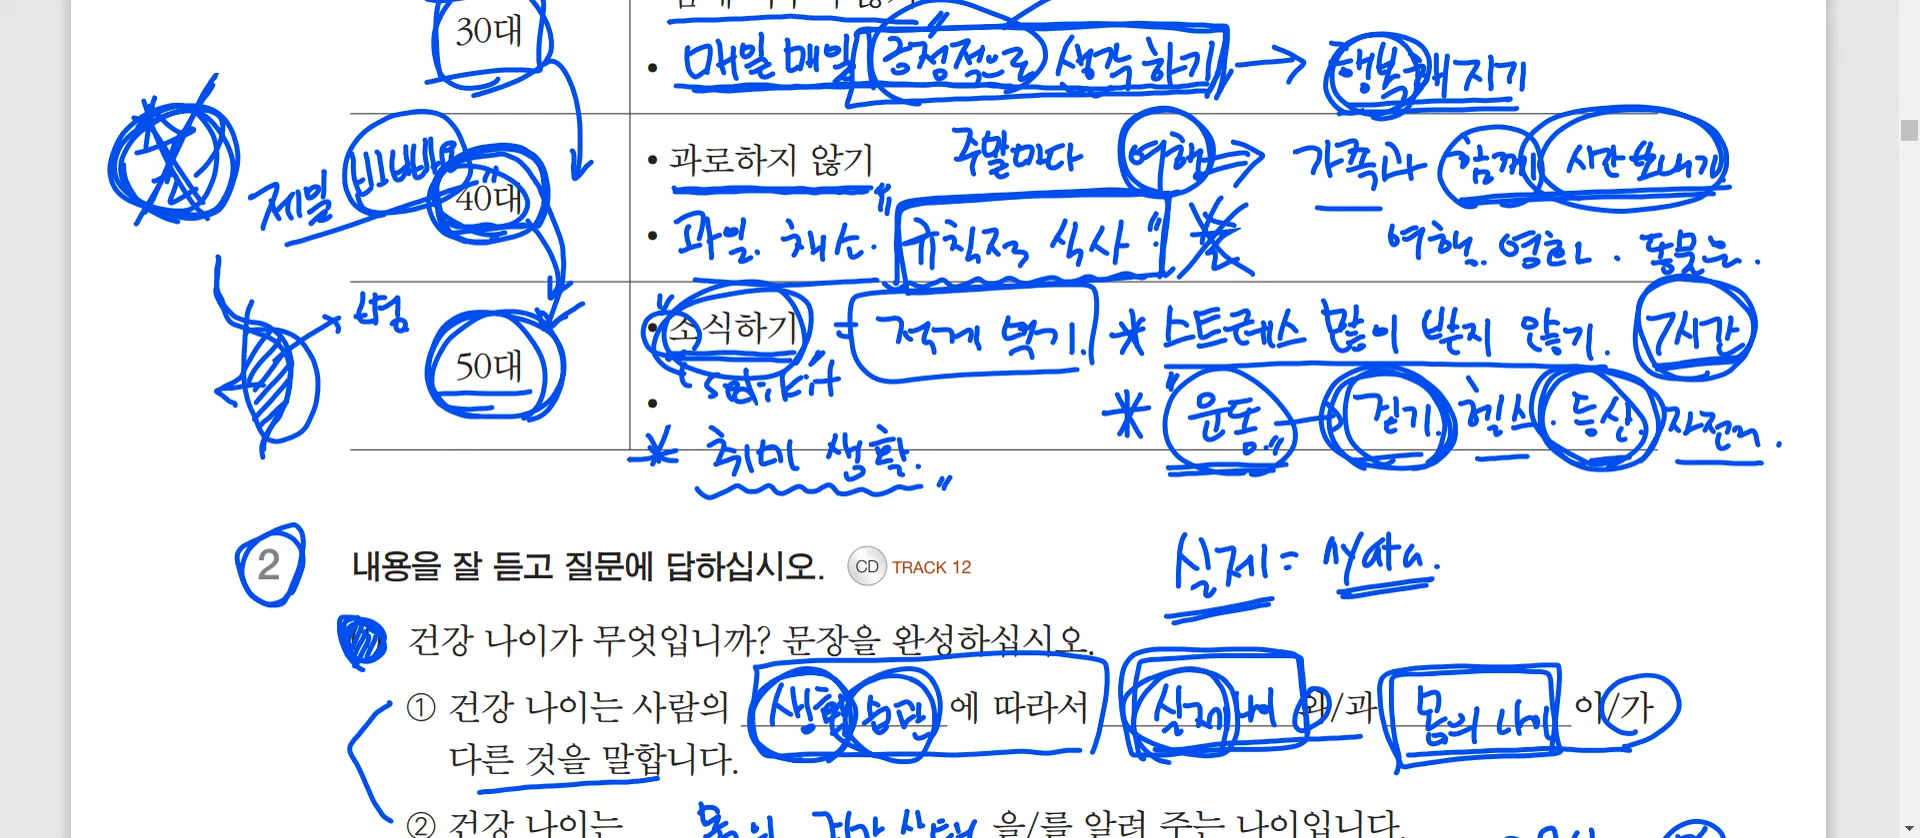 30대
• 매일 매일 긍정적으로 생각하기 → 행복해지기
제일 비빔밥
40대
• 과로하지 않기 주말마다 여행 ⇒ 가족과 함께 시간 보내기
• 과일. 채소. 규칙적 식사
여행. 영화. 동물원.
심장
50대
• 소식하기 = 적게 먹기. * 스트레스 많이 받지 않기. 7시간
sedikit
• * 운동 → 걷기. 헬스. 등산. 자전거.
* 취미 생활.
실제 = nyata.
2 내용을 잘 듣고 질문에 답하십시오. CD TRACK 12
건강 나이가 무엇입니까? 문장을 완성하십시오.
① 건강 나이는 사람의 생활 습관 에 따라서 실제 나이 와/과 몸의 나이 이/가
다른 것을 말합니다.
② 건강 나이는 몸의 건강 상태 을/를 알려 주는 나이입니다.